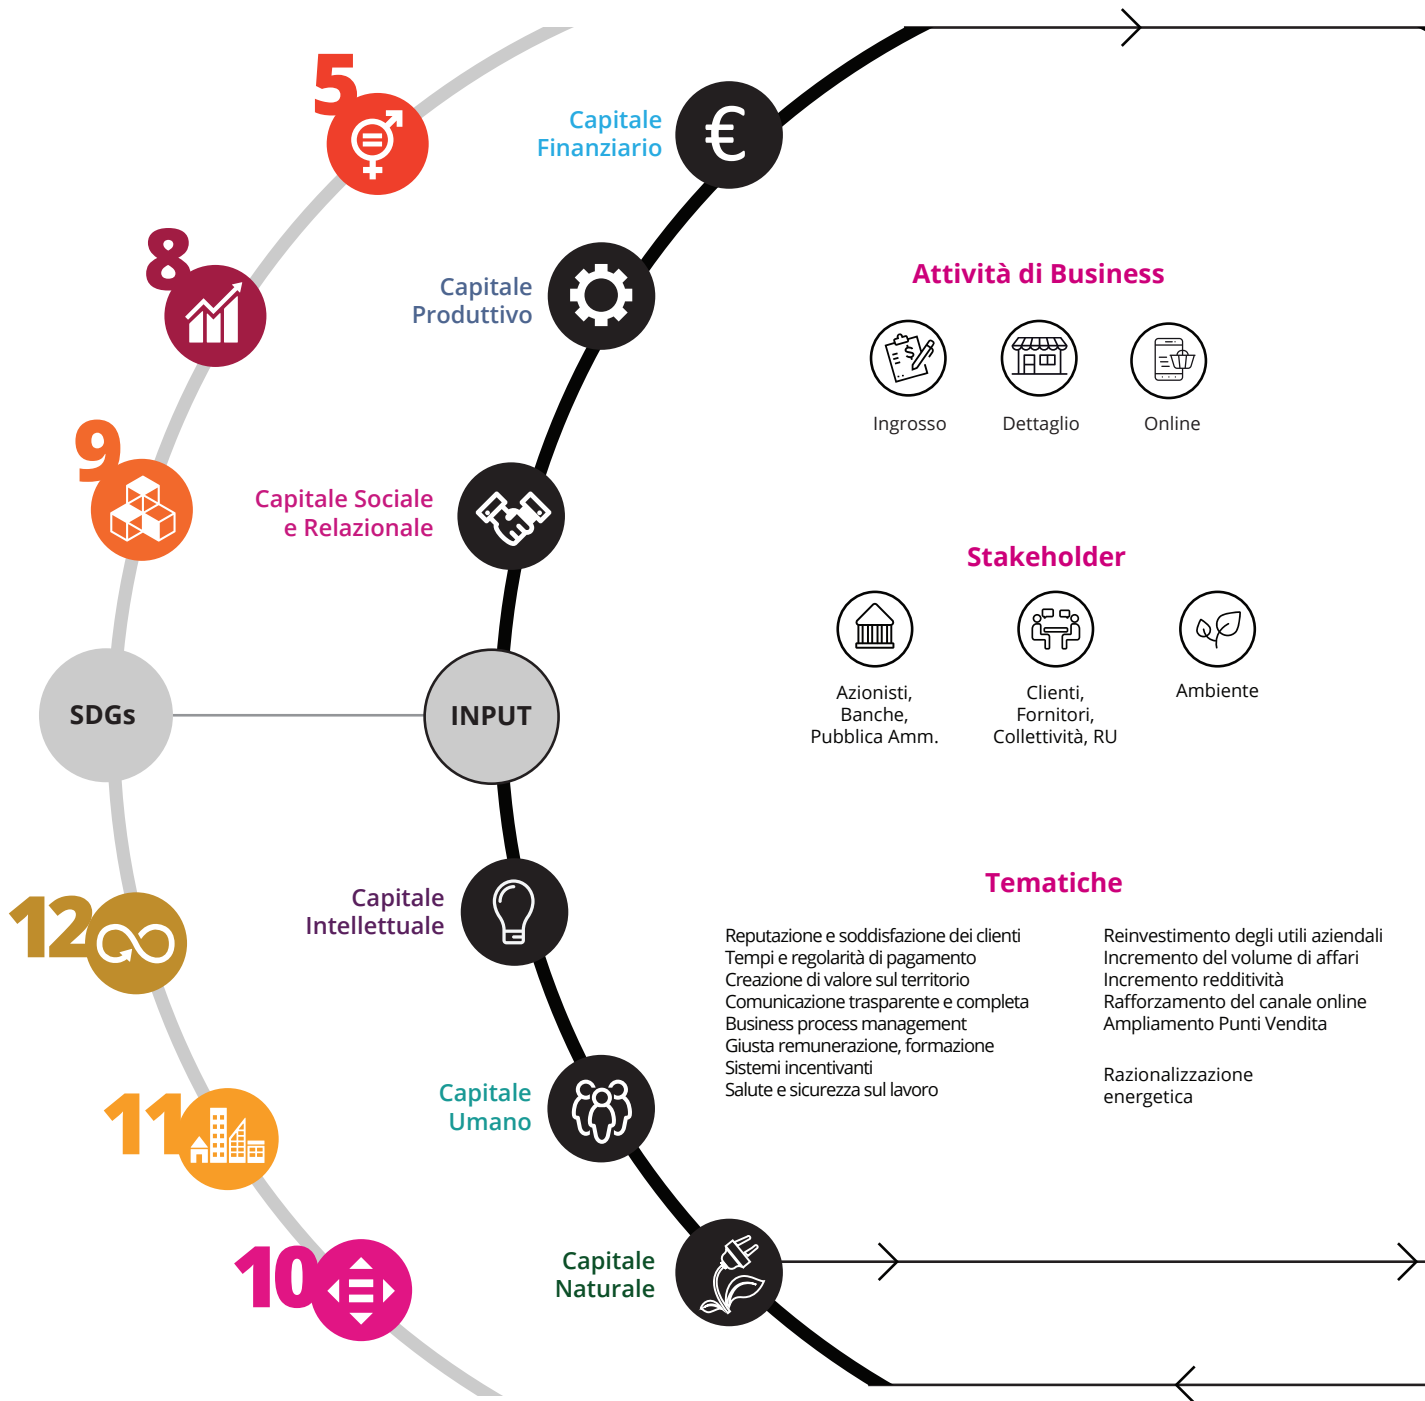 5
8
9
SDGs
12
11
10
Capitale
Finanziario
€
Capitale
Produttivo
Capitale Sociale
e Relazionale
INPUT
Capitale
Intellettuale
Capitale
Umano
Capitale
Naturale
Attività di Business
$
Ingrosso
Dettaglio
Online
Stakeholder
Azionisti,
Banche,
Pubblica Amm.
Clienti,
Fornitori,
Collettività, RU
Ambiente
Tematiche
Reputazione e soddisfazione dei clienti
Tempi e regolarità di pagamento
Creazione di valore sul territorio
Comunicazione trasparente e completa
Business process management
Giusta remunerazione, formazione
Sistemi incentivanti
Salute e sicurezza sul lavoro
Reinvestimento degli utili aziendali
Incremento del volume di affari
Incremento redditività
Rafforzamento del canale online
Ampliamento Punti Vendita
Razionalizzazione
energetica